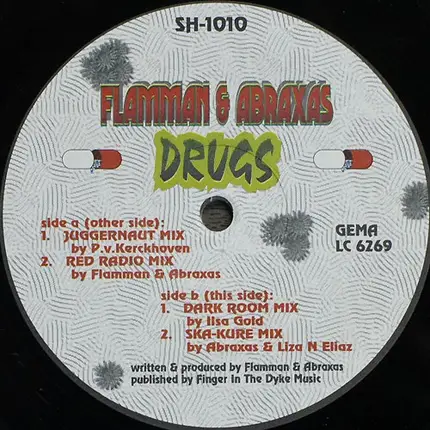 SH-1010
FLAMMAN & ABRAXAS
DRUGS
side a (other side):
1. JUGGERNAUT MIX
by P.v.Kerckhoven
2. RED RADIO MIX
by Flamman & Abraxas
GEMA
LC 6269
side b (this side):
1. DARK ROOM MIX
by Ilsa Gold
2. SKA-KURE MIX
by Abraxas & Liza N Eliaz
written & produced by Flamman & Abraxas
published by Finger In The Dyke Music